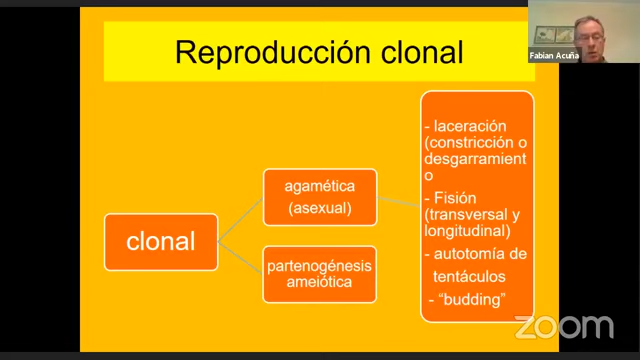 Reproducción clonal
Fabian Acuña
clonal
agamética
(asexual)
partenogénesis
ameiótica
- laceración
(constricción o
desgarramient
o
- Fisión
(transversal y
longitudinal)
- autotomía de
tentáculos
- “budding”
zoom